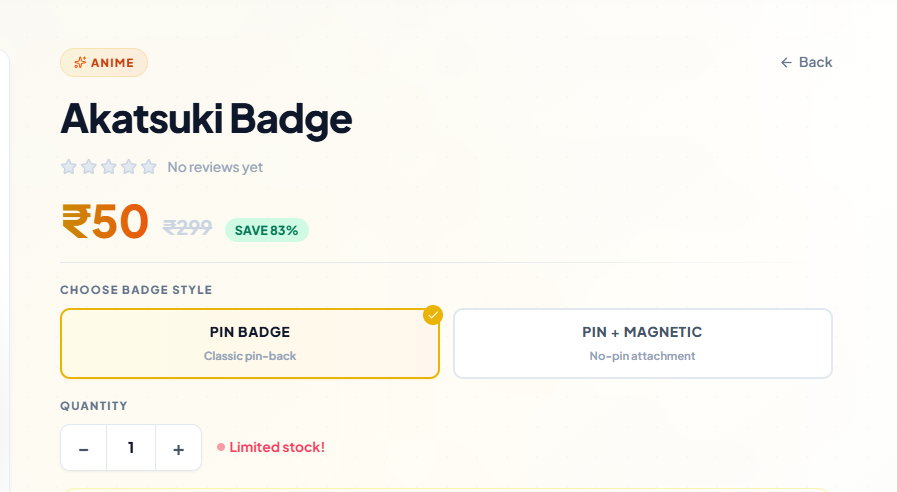 ANIME
← Back
Akatsuki Badge
No reviews yet
₹50 ₹299 SAVE 83%
CHOOSE BADGE STYLE
PIN BADGE
Classic pin-back
PIN + MAGNETIC
No-pin attachment
QUANTITY
– 1 +
Limited stock!